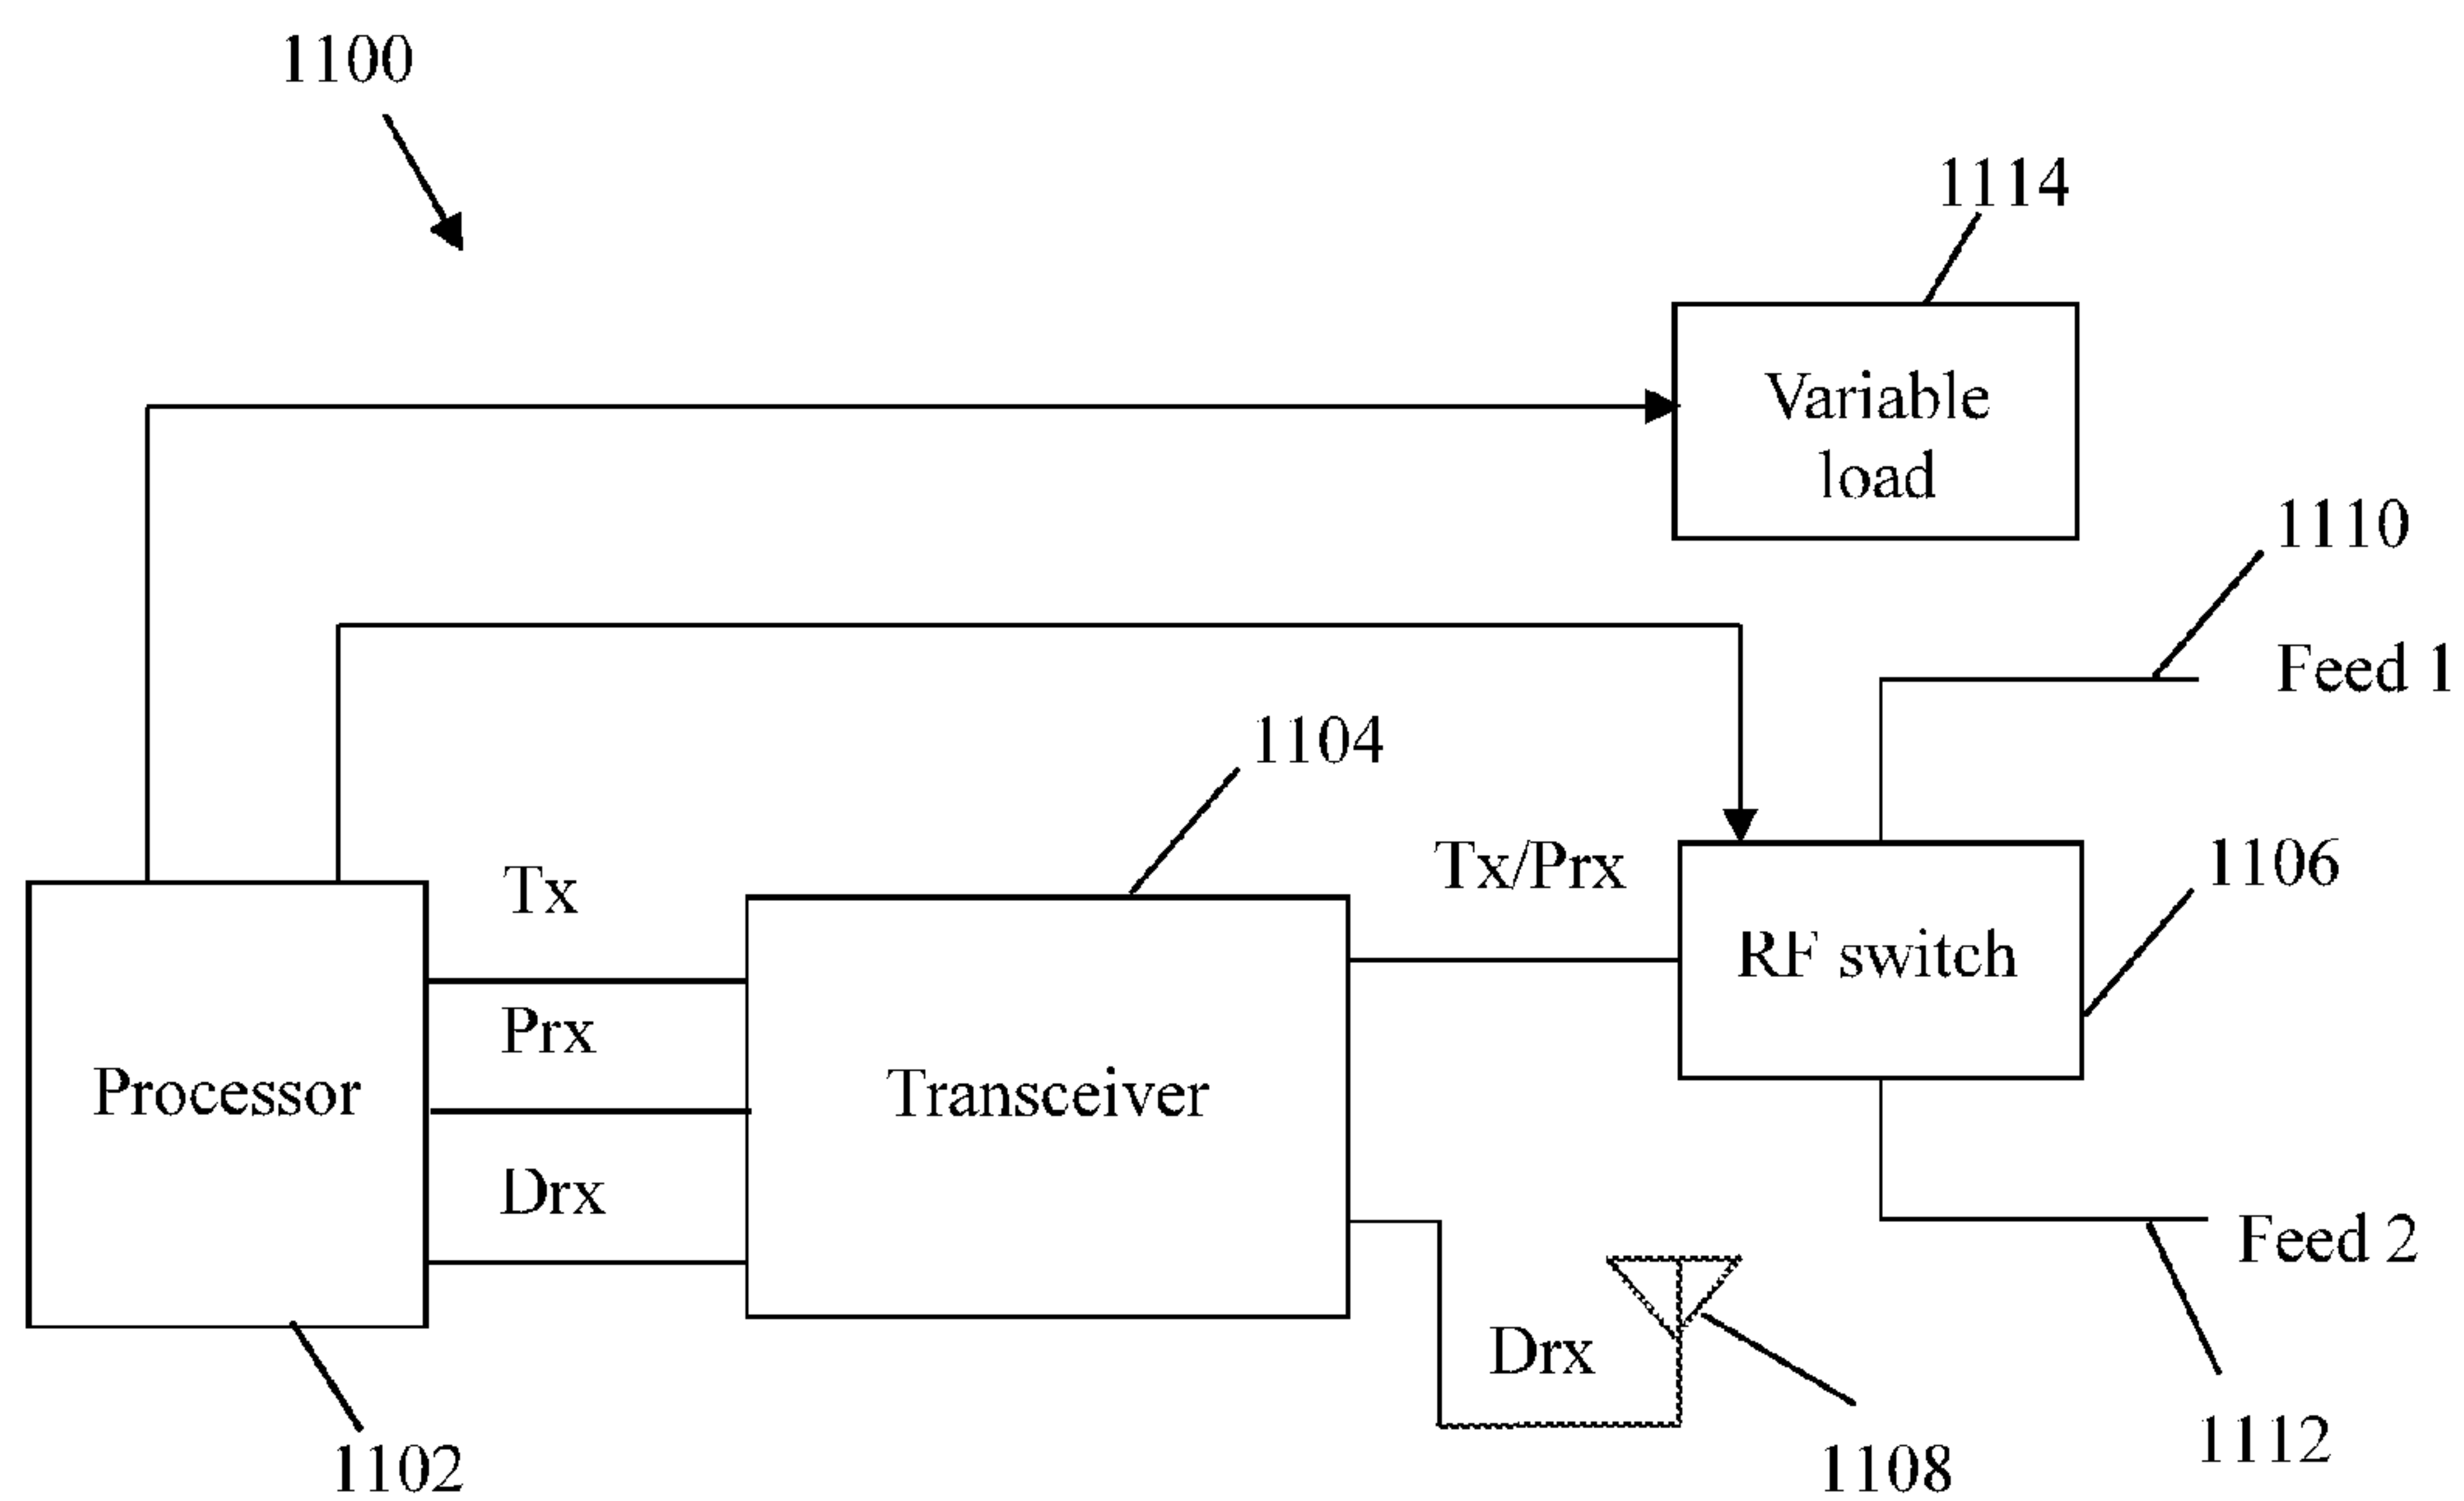 1100
1114
Variable
load
1110
Feed 1
1104
Tx/Prx
1106
Tx
RF switch
Prx
Processor
Transceiver
Drx
Feed 2
Drx
1102
1108
1112